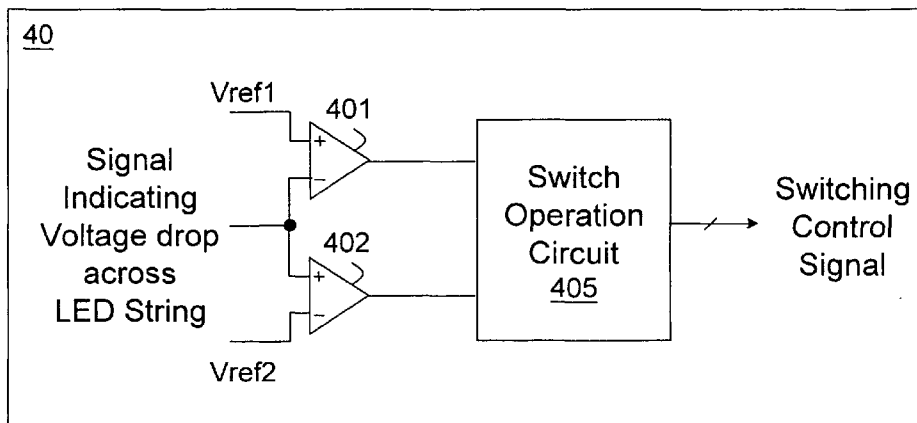 40
Vref1
401
+
−
Signal
Indicating
Voltage drop
across
LED String
402
+
−
Vref2
Switch
Operation
Circuit
405
Switching
Control
Signal